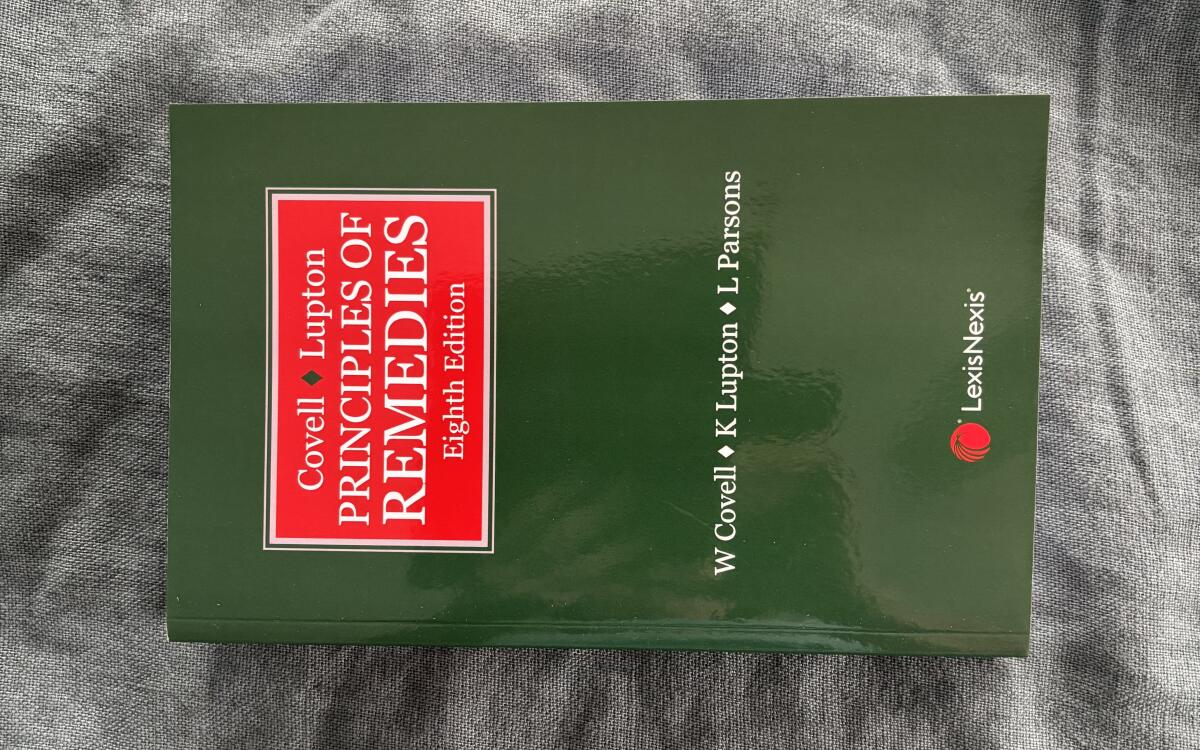 Covell ♦ Lupton
PRINCIPLES OF
REMEDIES
Eighth Edition
W Covell ♦ K Lupton ♦ L Parsons
LexisNexis®